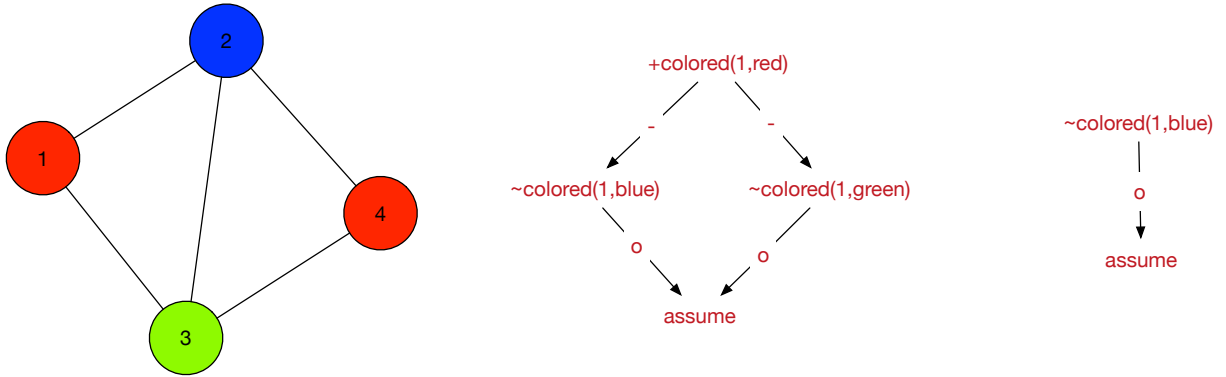 2
1
4
3
+colored(1,red)
-
-
~colored(1,blue)
~colored(1,green)
o
o
assume
~colored(1,blue)
o
assume